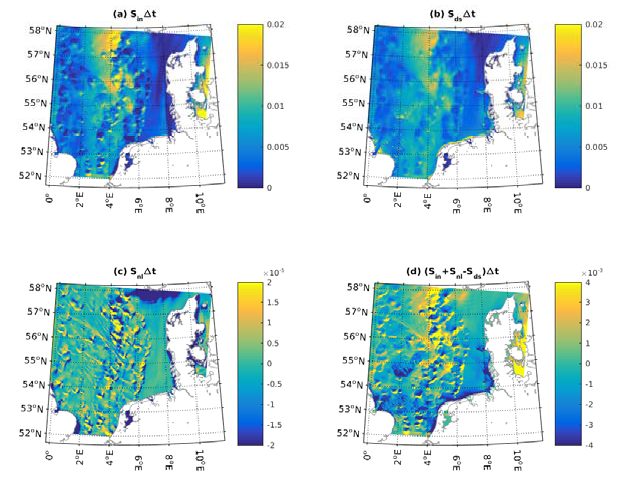 (a) S_in Δt
(b) S_ds Δt
58°N
57°N
56°N
55°N
54°N
53°N
52°N
0°
2°E
4°E
6°E
8°E
10°E
0.02
0.015
0.01
0.005
0
58°N
57°N
56°N
55°N
54°N
53°N
52°N
0°
2°E
4°E
6°E
8°E
10°E
0.02
0.015
0.01
0.005
0
(c) S_nl Δt
(d) (S_in+S_nl-S_ds)Δt
58°N
57°N
56°N
55°N
54°N
53°N
52°N
0°
2°E
4°E
6°E
8°E
10°E
×10^-5
2
1.5
1
0.5
0
-0.5
-1
-1.5
-2
58°N
57°N
56°N
55°N
54°N
53°N
52°N
0°
2°E
4°E
6°E
8°E
10°E
×10^-3
4
3
2
1
0
-1
-2
-3
-4